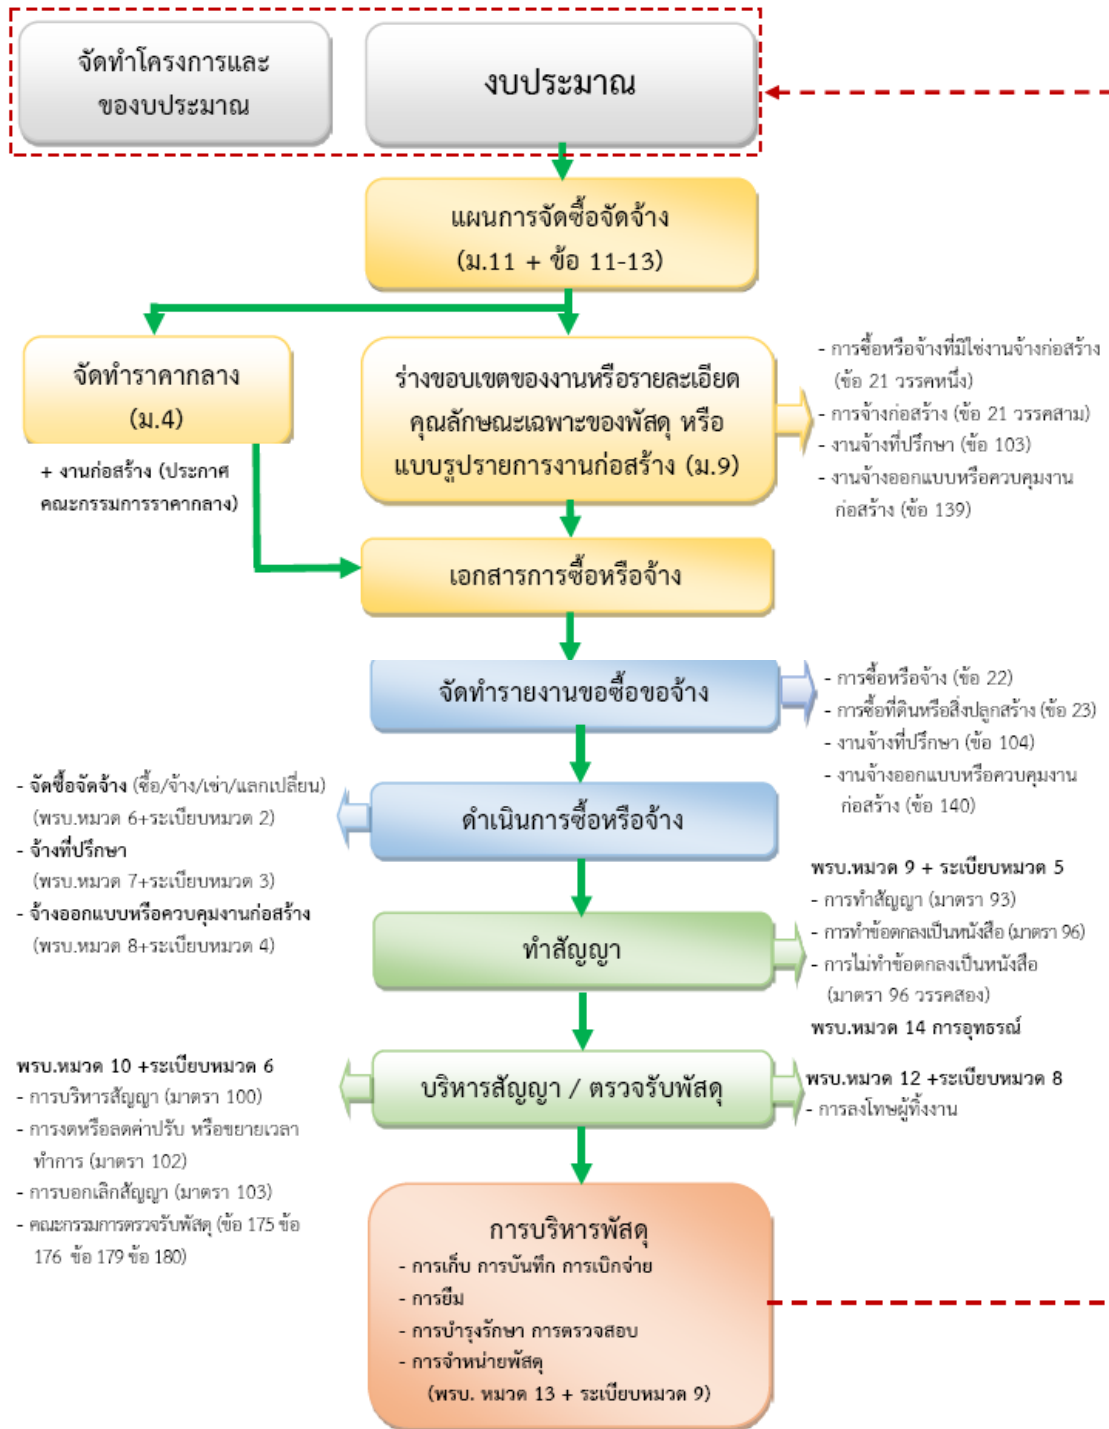 จัดทำโครงการและ
ของบประมาณ
งบประมาณ
แผนการจัดซื้อจัดจ้าง
(ม.11 + ข้อ 11-13)
จัดทำราคากลาง
(ม.4)
+ งานก่อสร้าง (ประกาศ
คณะกรรมการราคากลาง)
ร่างขอบเขตของงานหรือรายละเอียด
คุณลักษณะเฉพาะของพัสดุ หรือ
แบบรูปรายการงานก่อสร้าง (ม.9)
- การซื้อหรือจ้างที่มิใช่งานจ้างก่อสร้าง
(ข้อ 21 วรรคหนึ่ง)
- การจ้างก่อสร้าง (ข้อ 21 วรรคสาม)
- งานจ้างที่ปรึกษา (ข้อ 103)
- งานจ้างออกแบบหรือควบคุมงาน
ก่อสร้าง (ข้อ 139)
เอกสารการซื้อหรือจ้าง
จัดทำรายงานขอซื้อขอจ้าง
- การซื้อหรือจ้าง (ข้อ 22)
- การซื้อที่ดินหรือสิ่งปลูกสร้าง (ข้อ 23)
- งานจ้างที่ปรึกษา (ข้อ 104)
- งานจ้างออกแบบหรือควบคุมงาน
ก่อสร้าง (ข้อ 140)
- จัดซื้อจัดจ้าง (ซื้อ/จ้าง/เช่า/แลกเปลี่ยน)
(พรบ.หมวด 6+ระเบียบหมวด 2)
- จ้างที่ปรึกษา
(พรบ.หมวด 7+ระเบียบหมวด 3)
- จ้างออกแบบหรือควบคุมงานก่อสร้าง
(พรบ.หมวด 8+ระเบียบหมวด 4)
ดำเนินการซื้อหรือจ้าง
ทำสัญญา
พรบ.หมวด 9 + ระเบียบหมวด 5
- การทำสัญญา (มาตรา 93)
- การทำข้อตกลงเป็นหนังสือ (มาตรา 96)
- การไม่ทำข้อตกลงเป็นหนังสือ
(มาตรา 96 วรรคสอง)
พรบ.หมวด 14 การอุทธรณ์
พรบ.หมวด 10 +ระเบียบหมวด 6
- การบริหารสัญญา (มาตรา 100)
- การงดหรือลดค่าปรับ หรือขยายเวลา
ทำการ (มาตรา 102)
- การบอกเลิกสัญญา (มาตรา 103)
- คณะกรรมการตรวจรับพัสดุ (ข้อ 175 ข้อ
176 ข้อ 179 ข้อ 180)
บริหารสัญญา / ตรวจรับพัสดุ
พรบ.หมวด 12 +ระเบียบหมวด 8
- การลงโทษผู้ทิ้งงาน
การบริหารพัสดุ
- การเก็บ การบันทึก การเบิกจ่าย
- การยืม
- การบำรุงรักษา การตรวจสอบ
- การจำหน่ายพัสดุ
(พรบ. หมวด 13 + ระเบียบหมวด 9)